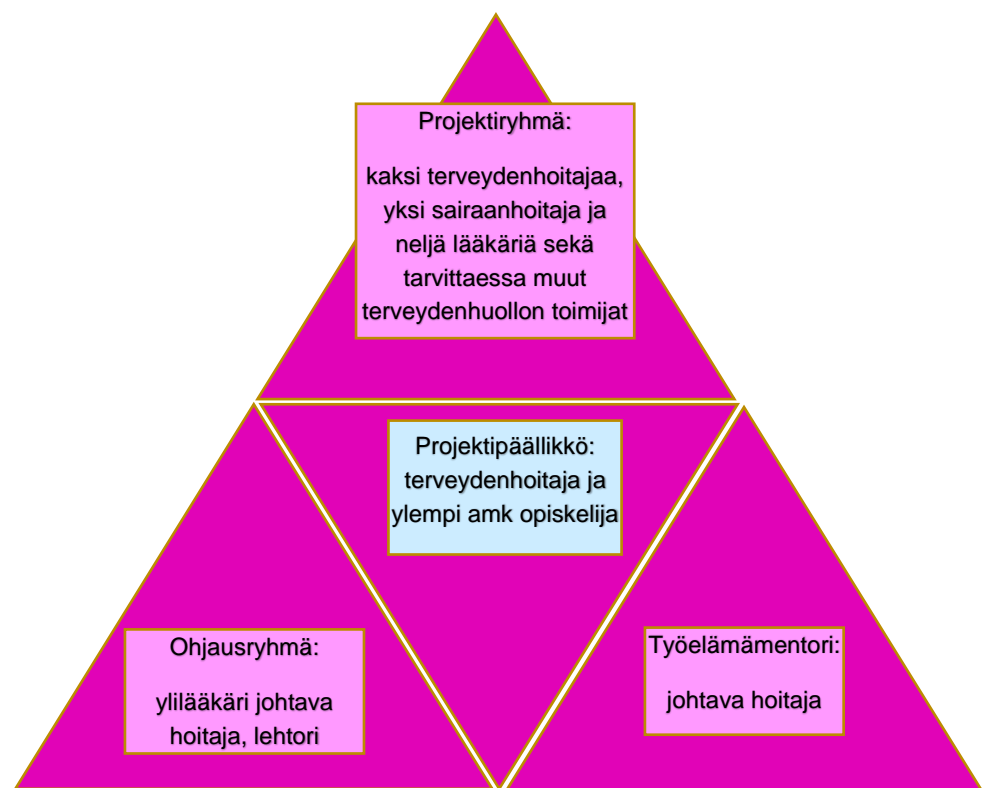 Projektiryhmä:
kaksi terveydenhoitajaa,
yksi sairaanhoitaja ja
neljä lääkäriä sekä
tarvittaessa muut
terveydenhuollon toimijat
Projektipäällikkö:
terveydenhoitaja ja
ylempi amk opiskelija
Ohjausryhmä:
ylilääkäri johtava
hoitaja, lehtori
Työelämämentori:
johtava hoitaja